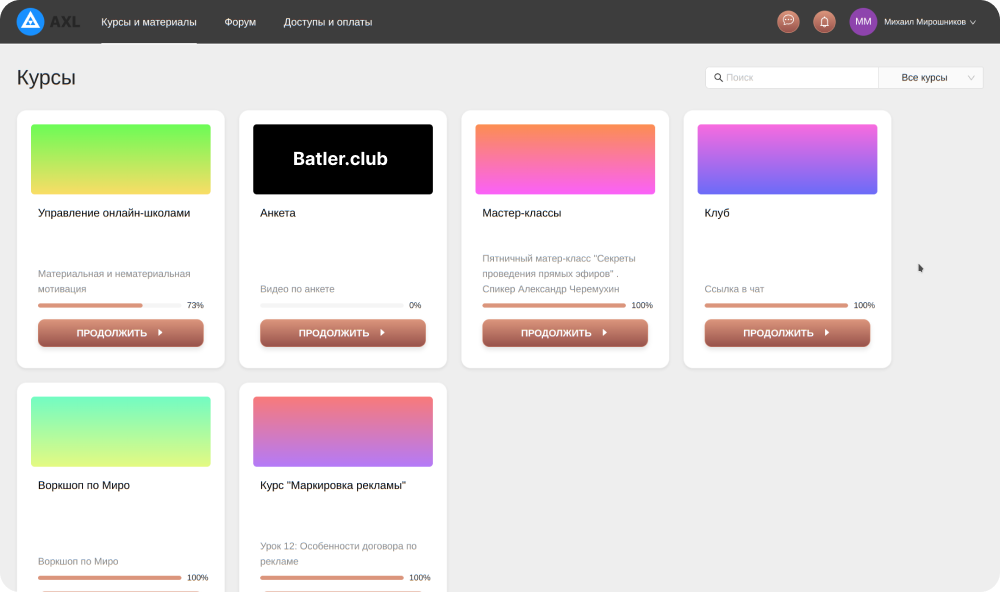 AXL
Курсы и материалы
Форум
Доступы и оплаты
ММ
Михаил Мирошников
Курсы
Поиск
Все курсы
Управление онлайн-школами
Материальная и нематериальная
мотивация
73%
ПРОДОЛЖИТЬ
Batler.club
Анкета
Видео по анкете
0%
ПРОДОЛЖИТЬ
Мастер-классы
Пятничный матер-класс "Секреты
проведения прямых эфиров" .
Спикер Александр Черемухин
100%
ПРОДОЛЖИТЬ
Клуб
Ссылка в чат
100%
ПРОДОЛЖИТЬ
Воркшоп по Миро
Воркшоп по Миро
100%
Курс "Маркировка рекламы"
Урок 12: Особенности договора по
рекламе
100%